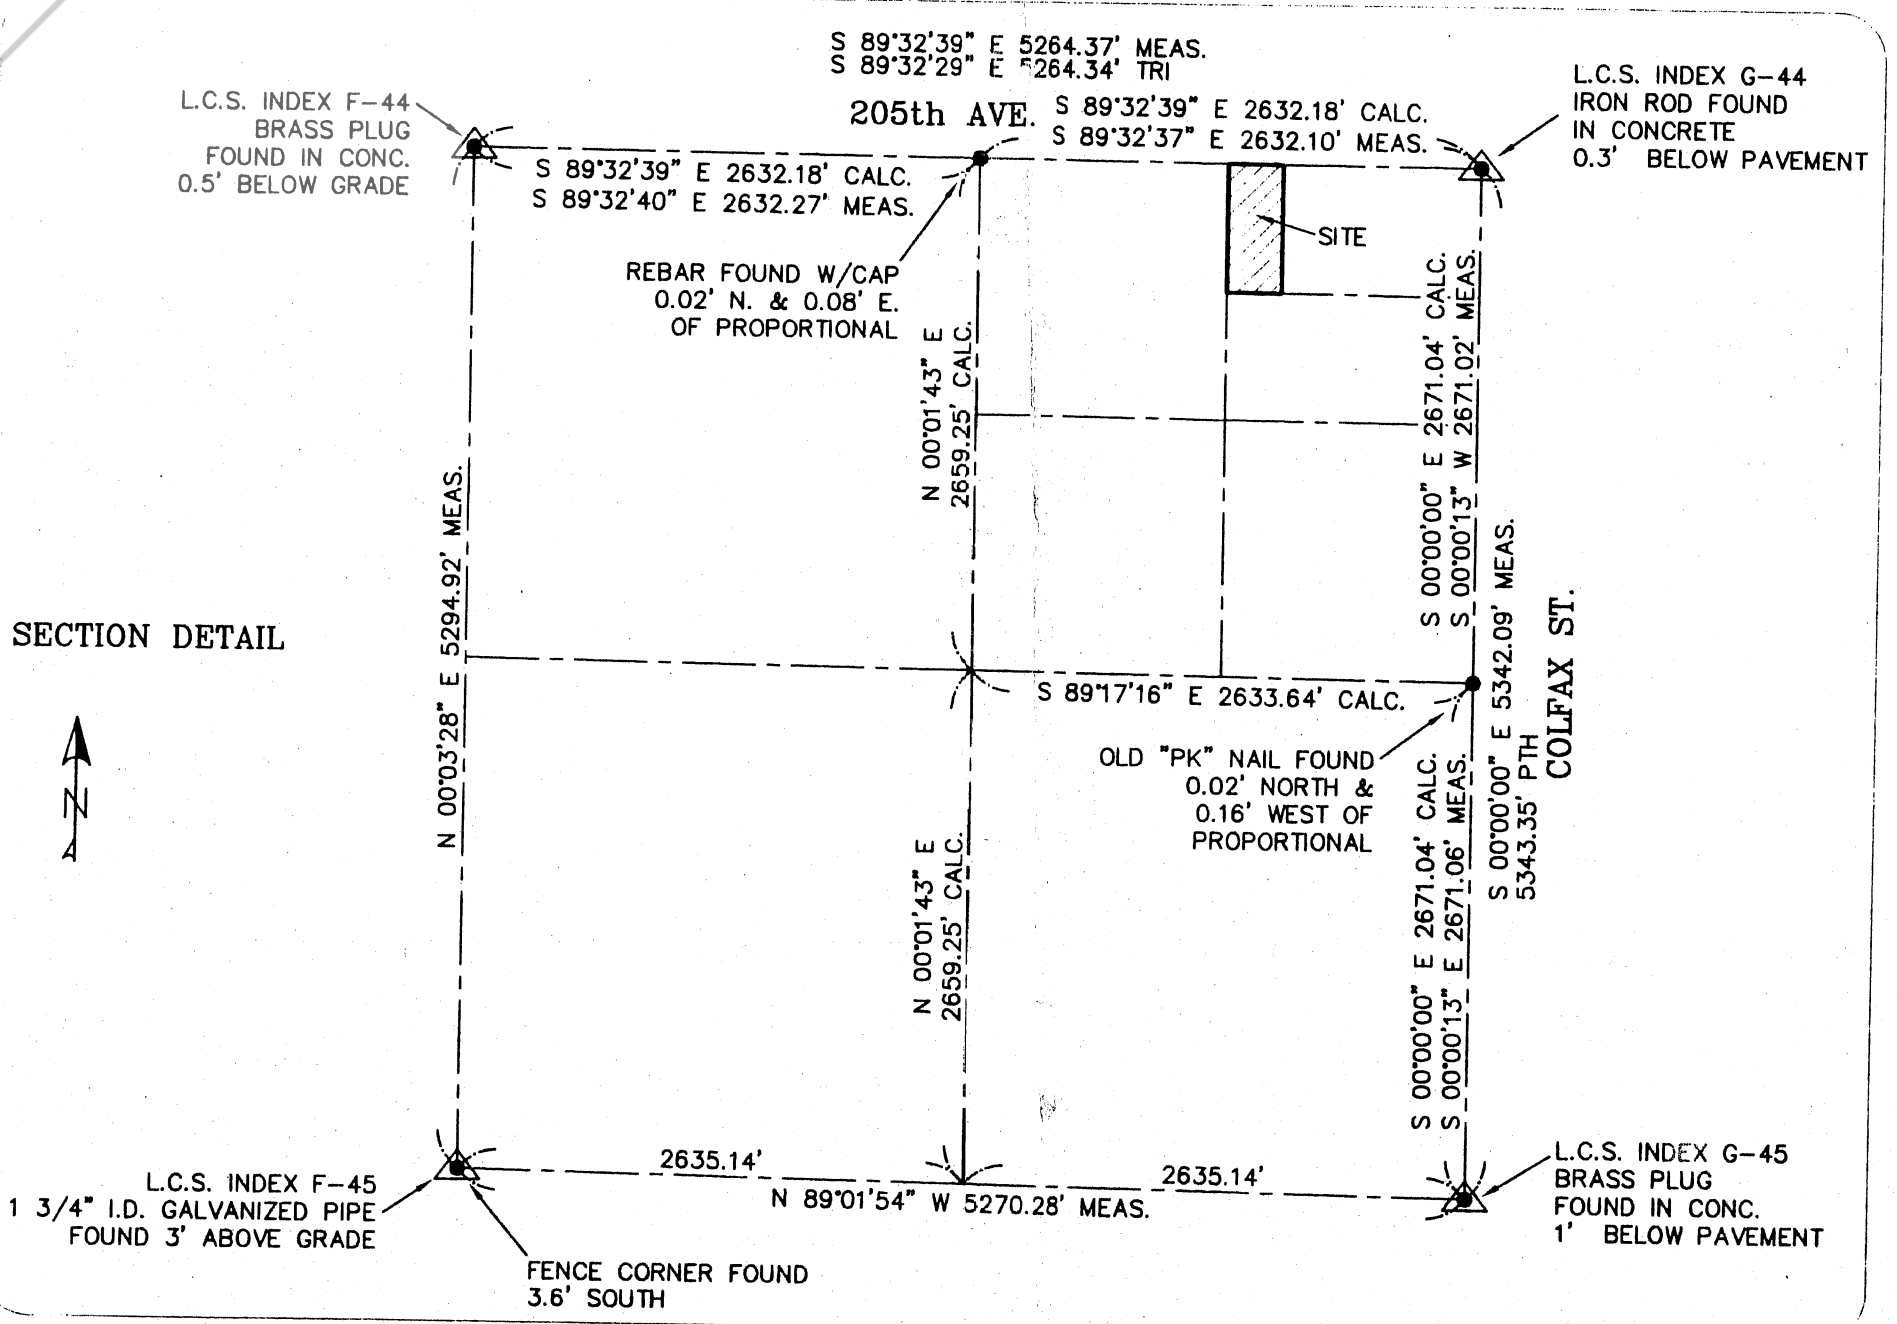 S 89°32'39" E 5264.37' MEAS.
S 89°32'29" E 5264.34' TRI
205th AVE.
S 89°32'39" E 2632.18' CALC.
S 89°32'37" E 2632.10' MEAS.
L.C.S. INDEX G-44
IRON ROD FOUND
IN CONCRETE
0.3' BELOW PAVEMENT
L.C.S. INDEX F-44
BRASS PLUG
FOUND IN CONC.
0.5' BELOW GRADE
S 89°32'39" E 2632.18' CALC.
S 89°32'40" E 2632.27' MEAS.
SITE
REBAR FOUND W/CAP
0.02' N. & 0.08' E.
OF PROPORTIONAL
N 00°01'43" E
2659.25' CALC.
S 00°00'00" E 2671.04' CALC.
S 00°00'13" W 2671.02' MEAS.
N 00°03'28" E 5294.92' MEAS.
SECTION DETAIL
S 00°00'00" E 5342.09' MEAS.
5343.35' PTH
COLFAX ST.
S 89°17'16" E 2633.64' CALC.
OLD "PK" NAIL FOUND
0.02' NORTH &
0.16' WEST OF
PROPORTIONAL
N
N 00°01'43" E
2659.25' CALC.
S 00°00'00" E 2671.04' CALC.
S 00°00'13" E 2671.06' MEAS.
2635.14'
2635.14'
N 89°01'54" W 5270.28' MEAS.
L.C.S. INDEX F-45
1 3/4" I.D. GALVANIZED PIPE
FOUND 3' ABOVE GRADE
FENCE CORNER FOUND
3.6' SOUTH
L.C.S. INDEX G-45
BRASS PLUG
FOUND IN CONC.
1' BELOW PAVEMENT